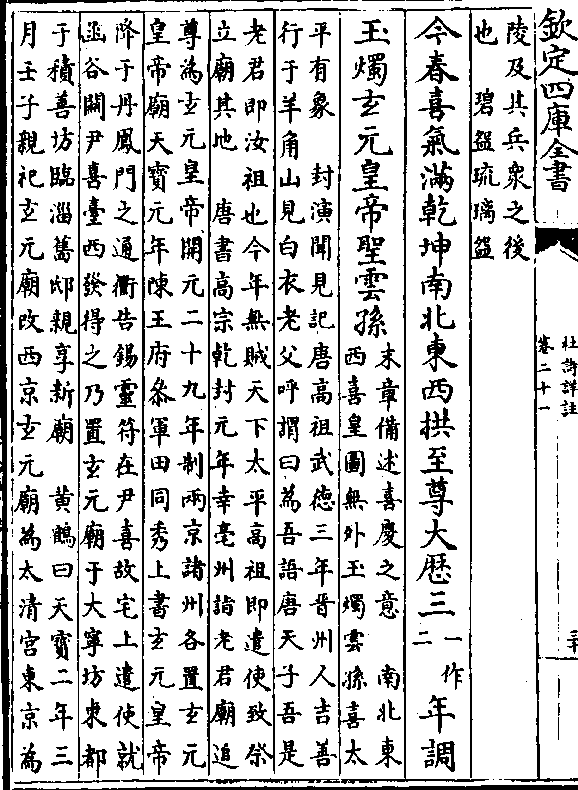 欽定四庫全書
杜詩詳註
卷二十一
三十
陵及其兵衆之後
也　碧盌琉璃盌
今春喜氣滿乾坤南北東西拱至尊大厯三一作二年調
玉燭玄元皇帝聖雲孫末章備述喜慶之意　南北東
西喜皇圖無外玉燭雲孫喜太
平有象　封演聞見記唐高祖武德三年晉州人吉善
行于羊角山見白衣老父呼謂曰為吾語唐天子吾是
老君即汝祖也今年無賊天下太平高祖即遣使致祭
立廟其地　唐書高宗乾封元年幸亳州詣老君廟追
尊為玄元皇帝開元二十九年制兩京諸州各置玄元
皇帝廟天寶元年陳王府叅軍田同秀上書玄元皇帝
降于丹鳳門之通衢告錫靈符在尹喜故宅上遣使就
函谷關尹喜臺西發得之乃置玄元廟于大寧坊東都
于積善坊臨淄舊邸親享新廟　黄鶴曰天寶二年三
月壬子親祀玄元廟改西京玄元廟為太清宫東京為